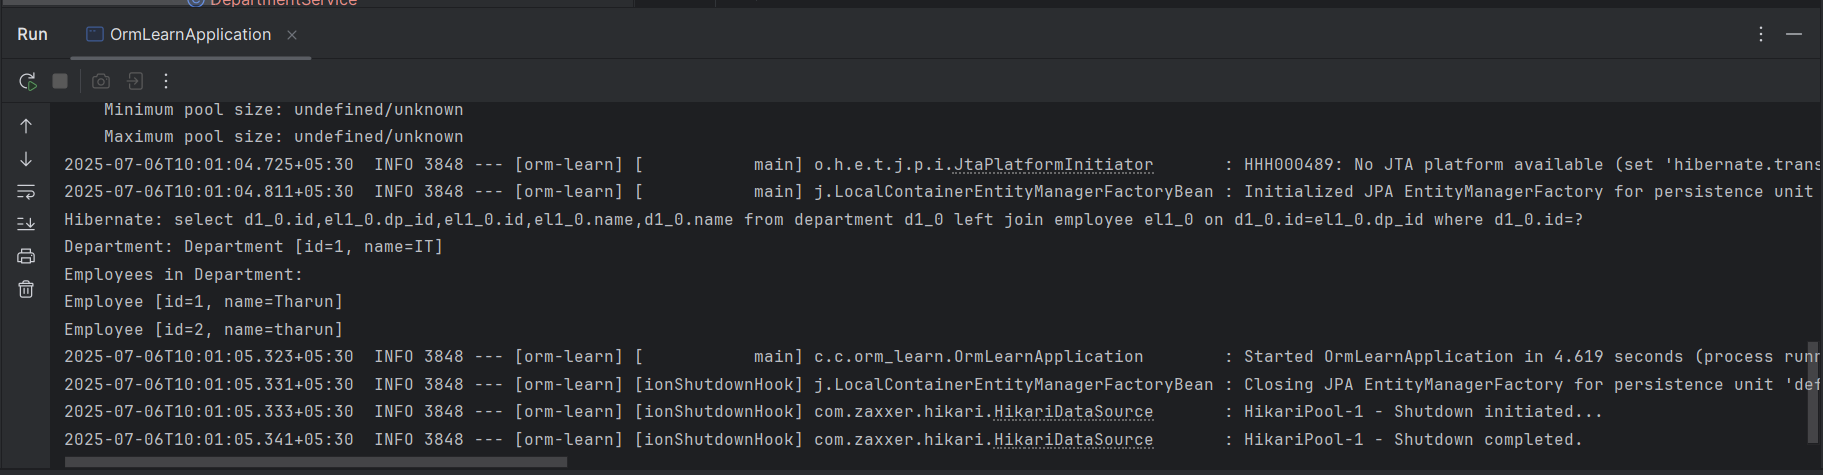 DepartmentService
Run OrmLearnApplication
Minimum pool size: undefined/unknown
Maximum pool size: undefined/unknown
2025-07-06T10:01:04.725+05:30  INFO 3848 --- [orm-learn] [           main] o.h.e.t.j.p.i.JtaPlatformInitiator       : HHH000489: No JTA platform available (set 'hibernate.trans
2025-07-06T10:01:04.811+05:30  INFO 3848 --- [orm-learn] [           main] j.LocalContainerEntityManagerFactoryBean : Initialized JPA EntityManagerFactory for persistence unit
Hibernate: select d1_0.id,el1_0.dp_id,el1_0.id,el1_0.name,d1_0.name from department d1_0 left join employee el1_0 on d1_0.id=el1_0.dp_id where d1_0.id=?
Department: Department [id=1, name=IT]
Employees in Department:
Employee [id=1, name=Tharun]
Employee [id=2, name=tharun]
2025-07-06T10:01:05.323+05:30  INFO 3848 --- [orm-learn] [           main] c.c.orm_learn.OrmLearnApplication        : Started OrmLearnApplication in 4.619 seconds (process runn
2025-07-06T10:01:05.331+05:30  INFO 3848 --- [orm-learn] [ionShutdownHook] j.LocalContainerEntityManagerFactoryBean : Closing JPA EntityManagerFactory for persistence unit 'def
2025-07-06T10:01:05.333+05:30  INFO 3848 --- [orm-learn] [ionShutdownHook] com.zaxxer.hikari.HikariDataSource       : HikariPool-1 - Shutdown initiated...
2025-07-06T10:01:05.341+05:30  INFO 3848 --- [orm-learn] [ionShutdownHook] com.zaxxer.hikari.HikariDataSource       : HikariPool-1 - Shutdown completed.